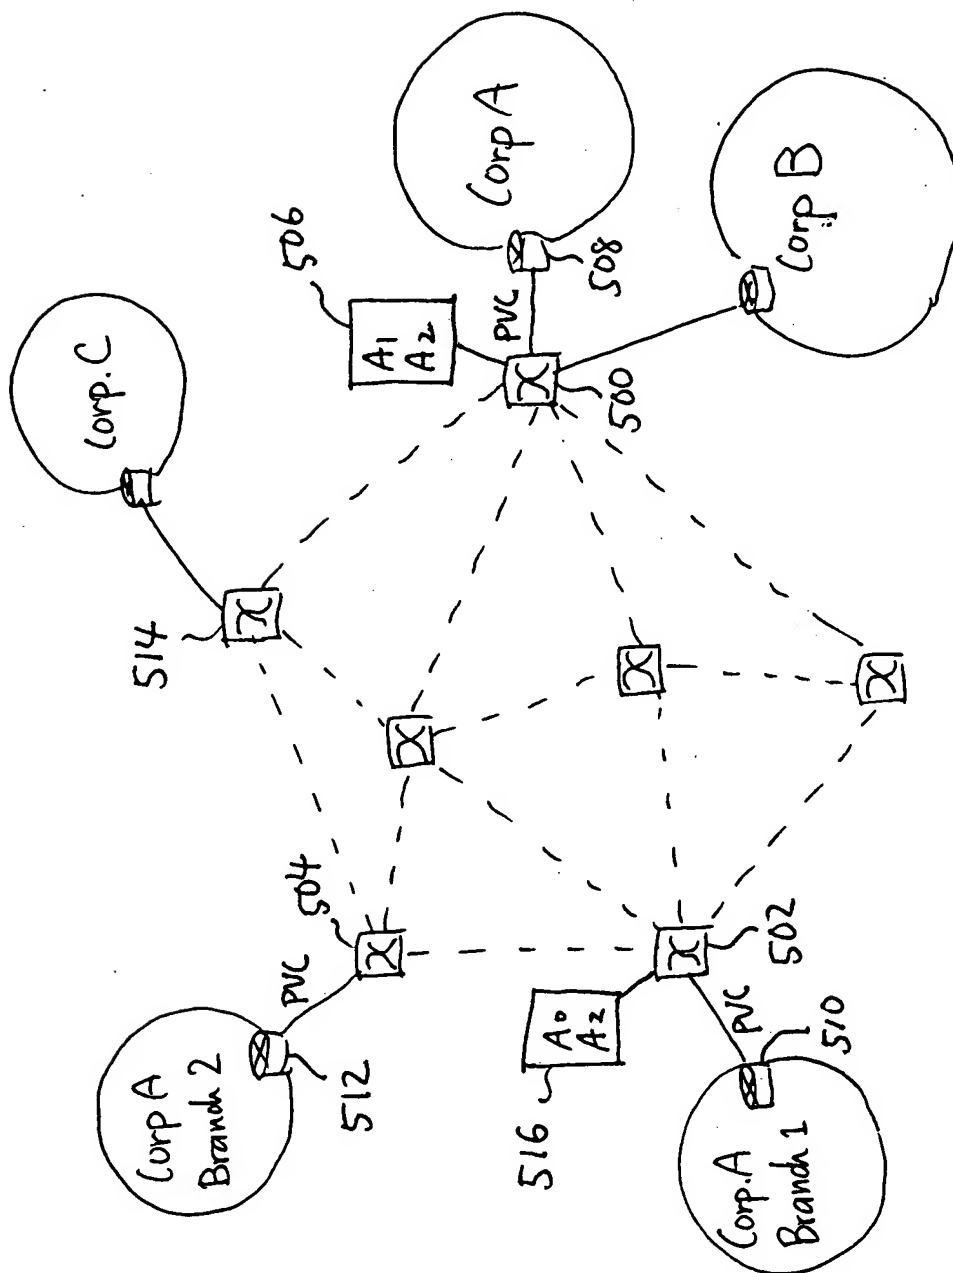 Corp. C
514
Corp A
Branch 2
PVC
504
512
506
A1
A2
Corp A
PVC
508
500
516
A0
A2
Corp.A
Branch 1
PVC
502
510
Corp B